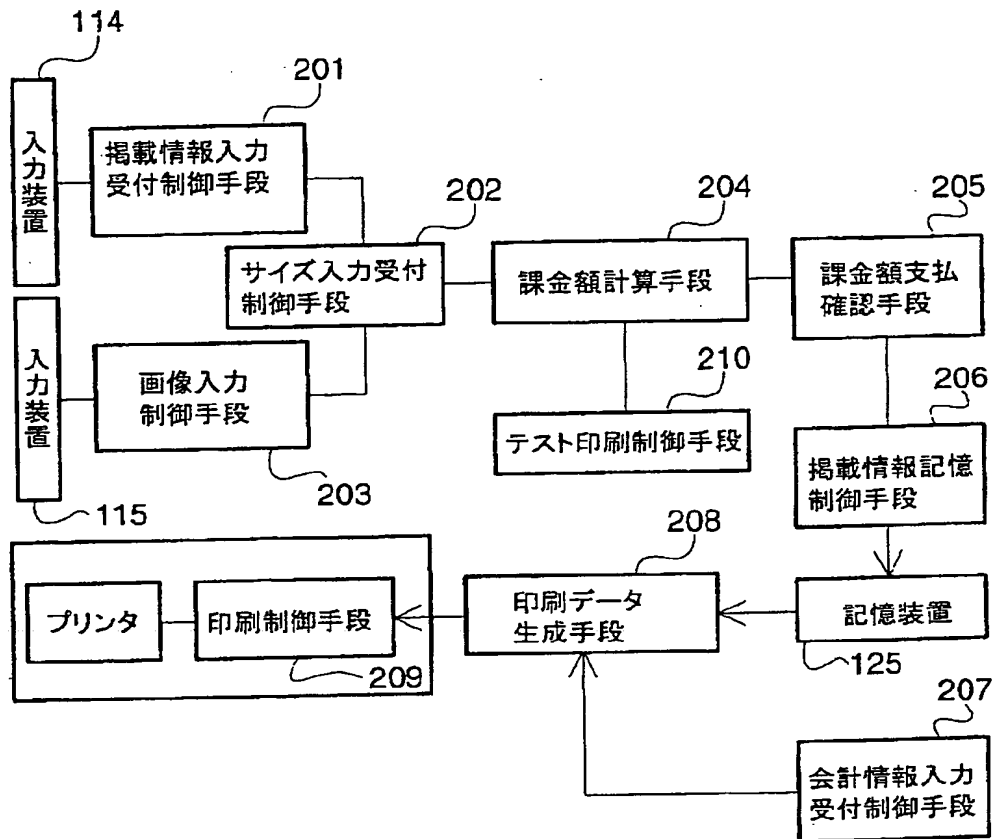 114
201
入力装置
掲載情報入力
受付制御手段
202
204
205
サイズ入力受付
制御手段
課金額計算手段
課金額支払
確認手段
入力装置
画像入力
制御手段
210
206
テスト印刷制御手段
掲載情報記憶
制御手段
203
115
208
プリンタ
印刷制御手段
印刷データ
生成手段
記憶装置
209
125
207
会計情報入力
受付制御手段